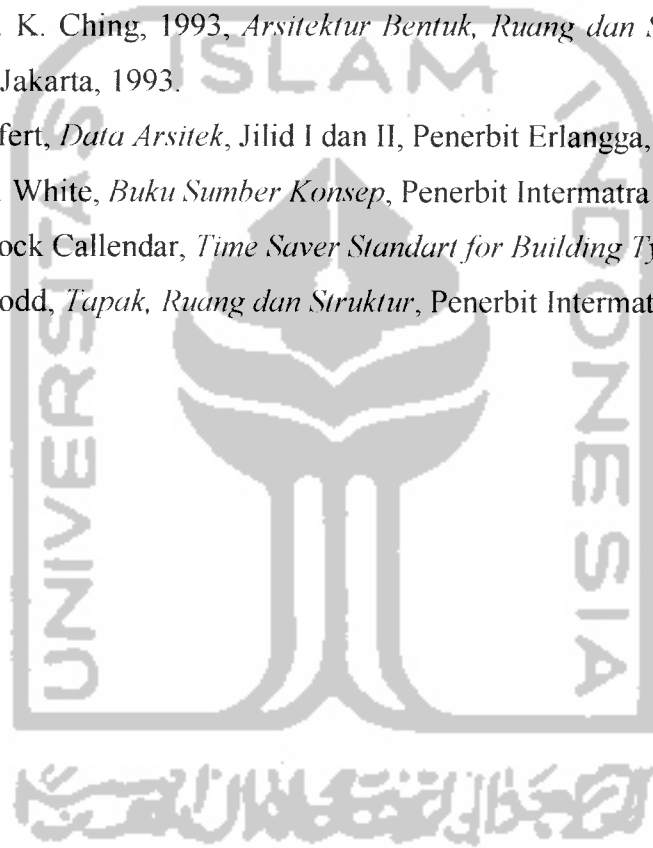 . K. Ching, 1993, Arsitektur Bentuk, Ruang dan S
Jakarta, 1993.
fert, Data Arsitek, Jilid I dan II, Penerbit Erlangga,
. White, Buku Sumber Konsep, Penerbit Intermatra
ock Callendar, Time Saver Standart for Building Ty
odd, Tapak, Ruang dan Struktur, Penerbit Intermat
ISLAM
UNIVERSITAS
INDONESIA